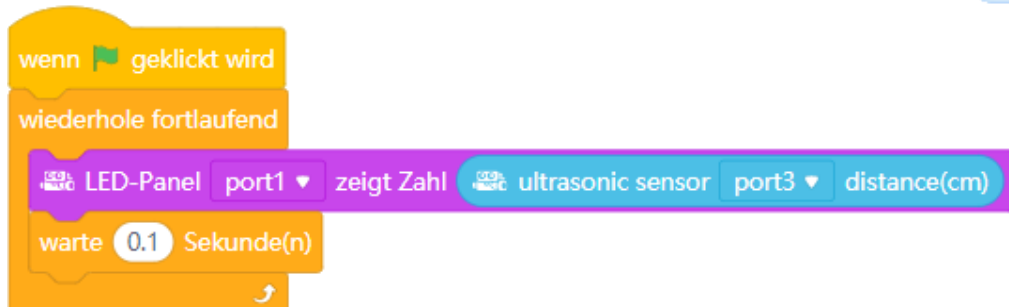 wenn geklickt wird
wiederhole fortlaufend
LED-Panel port1 zeigt Zahl ultrasonic sensor port3 distance(cm)
warte 0.1 Sekunde(n)